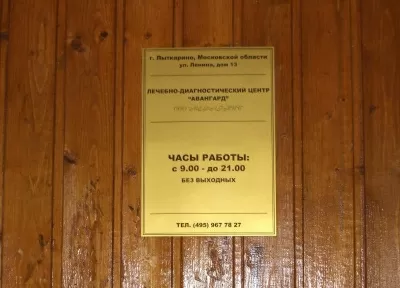 г. Лыткарино, Московской области
ул. Ленина, дом 13
ЛЕЧЕБНО-ДИАГНОСТИЧЕСКИЙ ЦЕНТР
"АВАНГАРД"
ЧАСЫ РАБОТЫ:
с 9.00 - до 21.00
БЕЗ ВЫХОДНЫХ
ТЕЛ. (495) 967 78 27